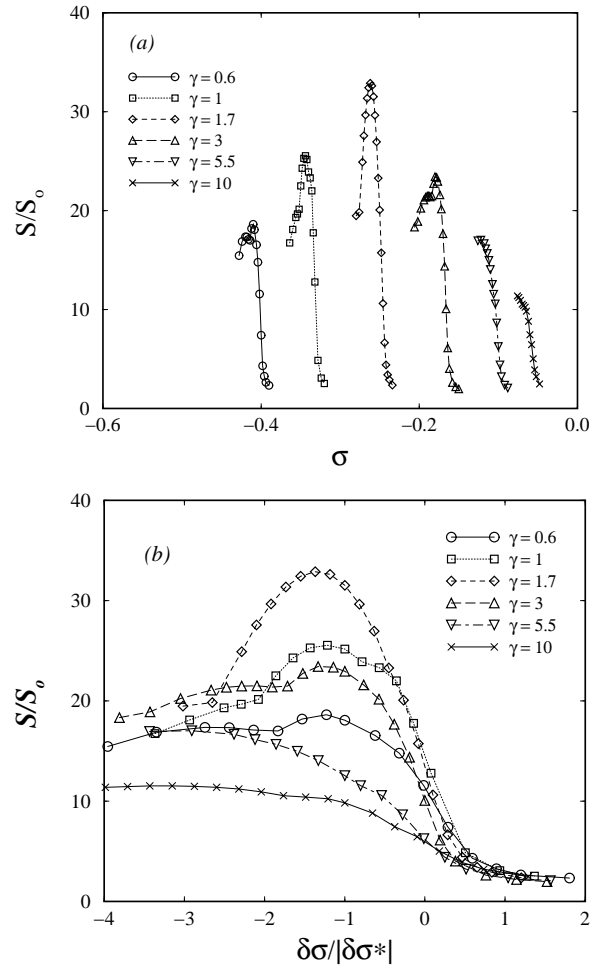 40
(a)
γ = 0.6
γ = 1
γ = 1.7
γ = 3
γ = 5.5
γ = 10
30
20
10
0
S/S_o
−0.6
−0.4
−0.2
0.0
σ
40
(b)
γ = 0.6
γ = 1
γ = 1.7
γ = 3
γ = 5.5
γ = 10
30
20
10
0
S/S_o
−4
−3
−2
−1
0
1
2
δσ/|δσ*|